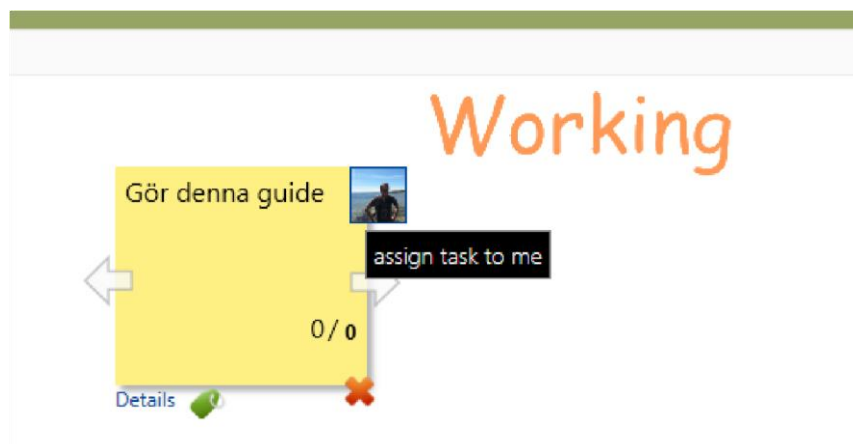 Working
Gör denna guide
assign task to me
0/0
Details